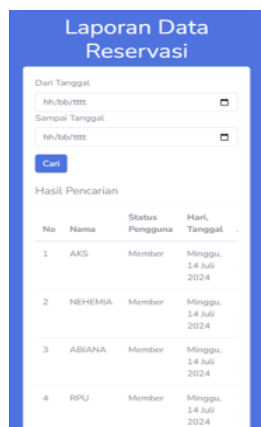 Laporan Data
Reservasi
Dari Tanggal
hh/bb/tttt
Sampai Tanggal
hh/bb/tttt
Cari
Hasil Pencarian
No Nama Status Pengguna Hari, Tanggal
1 AKS Member Minggu, 14 Juli 2024
2 NEHEMIA Member Minggu, 14 Juli 2024
3 ABIANA Member Minggu, 14 Juli 2024
4 RPU Member Minggu, 14 Juli 2024